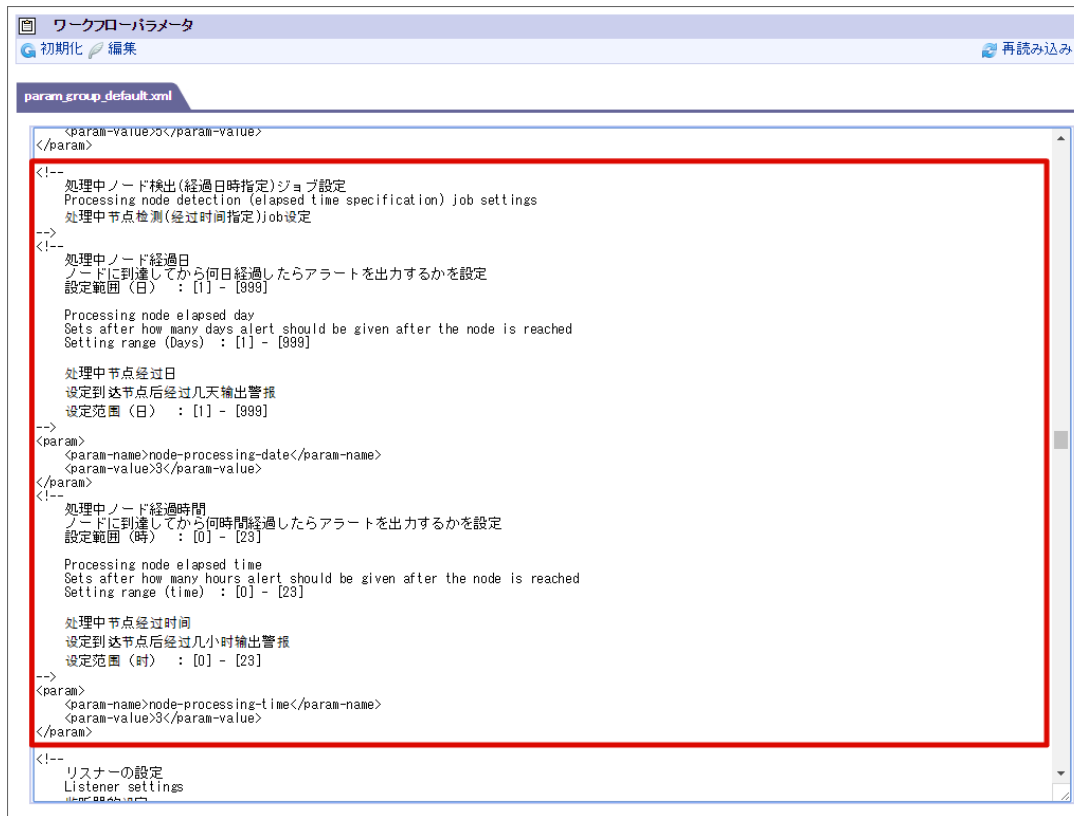 ワークフローパラメータ
初期化 編集 再読み込み
param_group_default.xml
<param-value>5</param-value>
</param>
<!--
処理中ノード検出(経過日時指定)ジョブ設定
Processing node detection (elapsed time specification) job settings
处理中节点检测(经过时间指定)job设定
-->
<!--
処理中ノード経過日
ノードに到達してから何日経過したらアラートを出力するかを設定
設定範囲（日） : [1] - [999]
Processing node elapsed day
Sets after how many days alert should be given after the node is reached
Setting range (Days) : [1] - [999]
处理中节点经过日
设定到达节点后经过几天输出警报
设定范围（日） : [1] - [999]
-->
<param>
<param-name>node-processing-date</param-name>
<param-value>3</param-value>
</param>
<!--
処理中ノード経過時間
ノードに到達してから何時間経過したらアラートを出力するかを設定
設定範囲（時） : [0] - [23]
Processing node elapsed time
Sets after how many hours alert should be given after the node is reached
Setting range (time) : [0] - [23]
处理中节点经过时间
设定到达节点后经过几小时输出警报
设定范围（时） : [0] - [23]
-->
<param>
<param-name>node-processing-time</param-name>
<param-value>3</param-value>
</param>
<!--
リスナーの設定
Listener settings